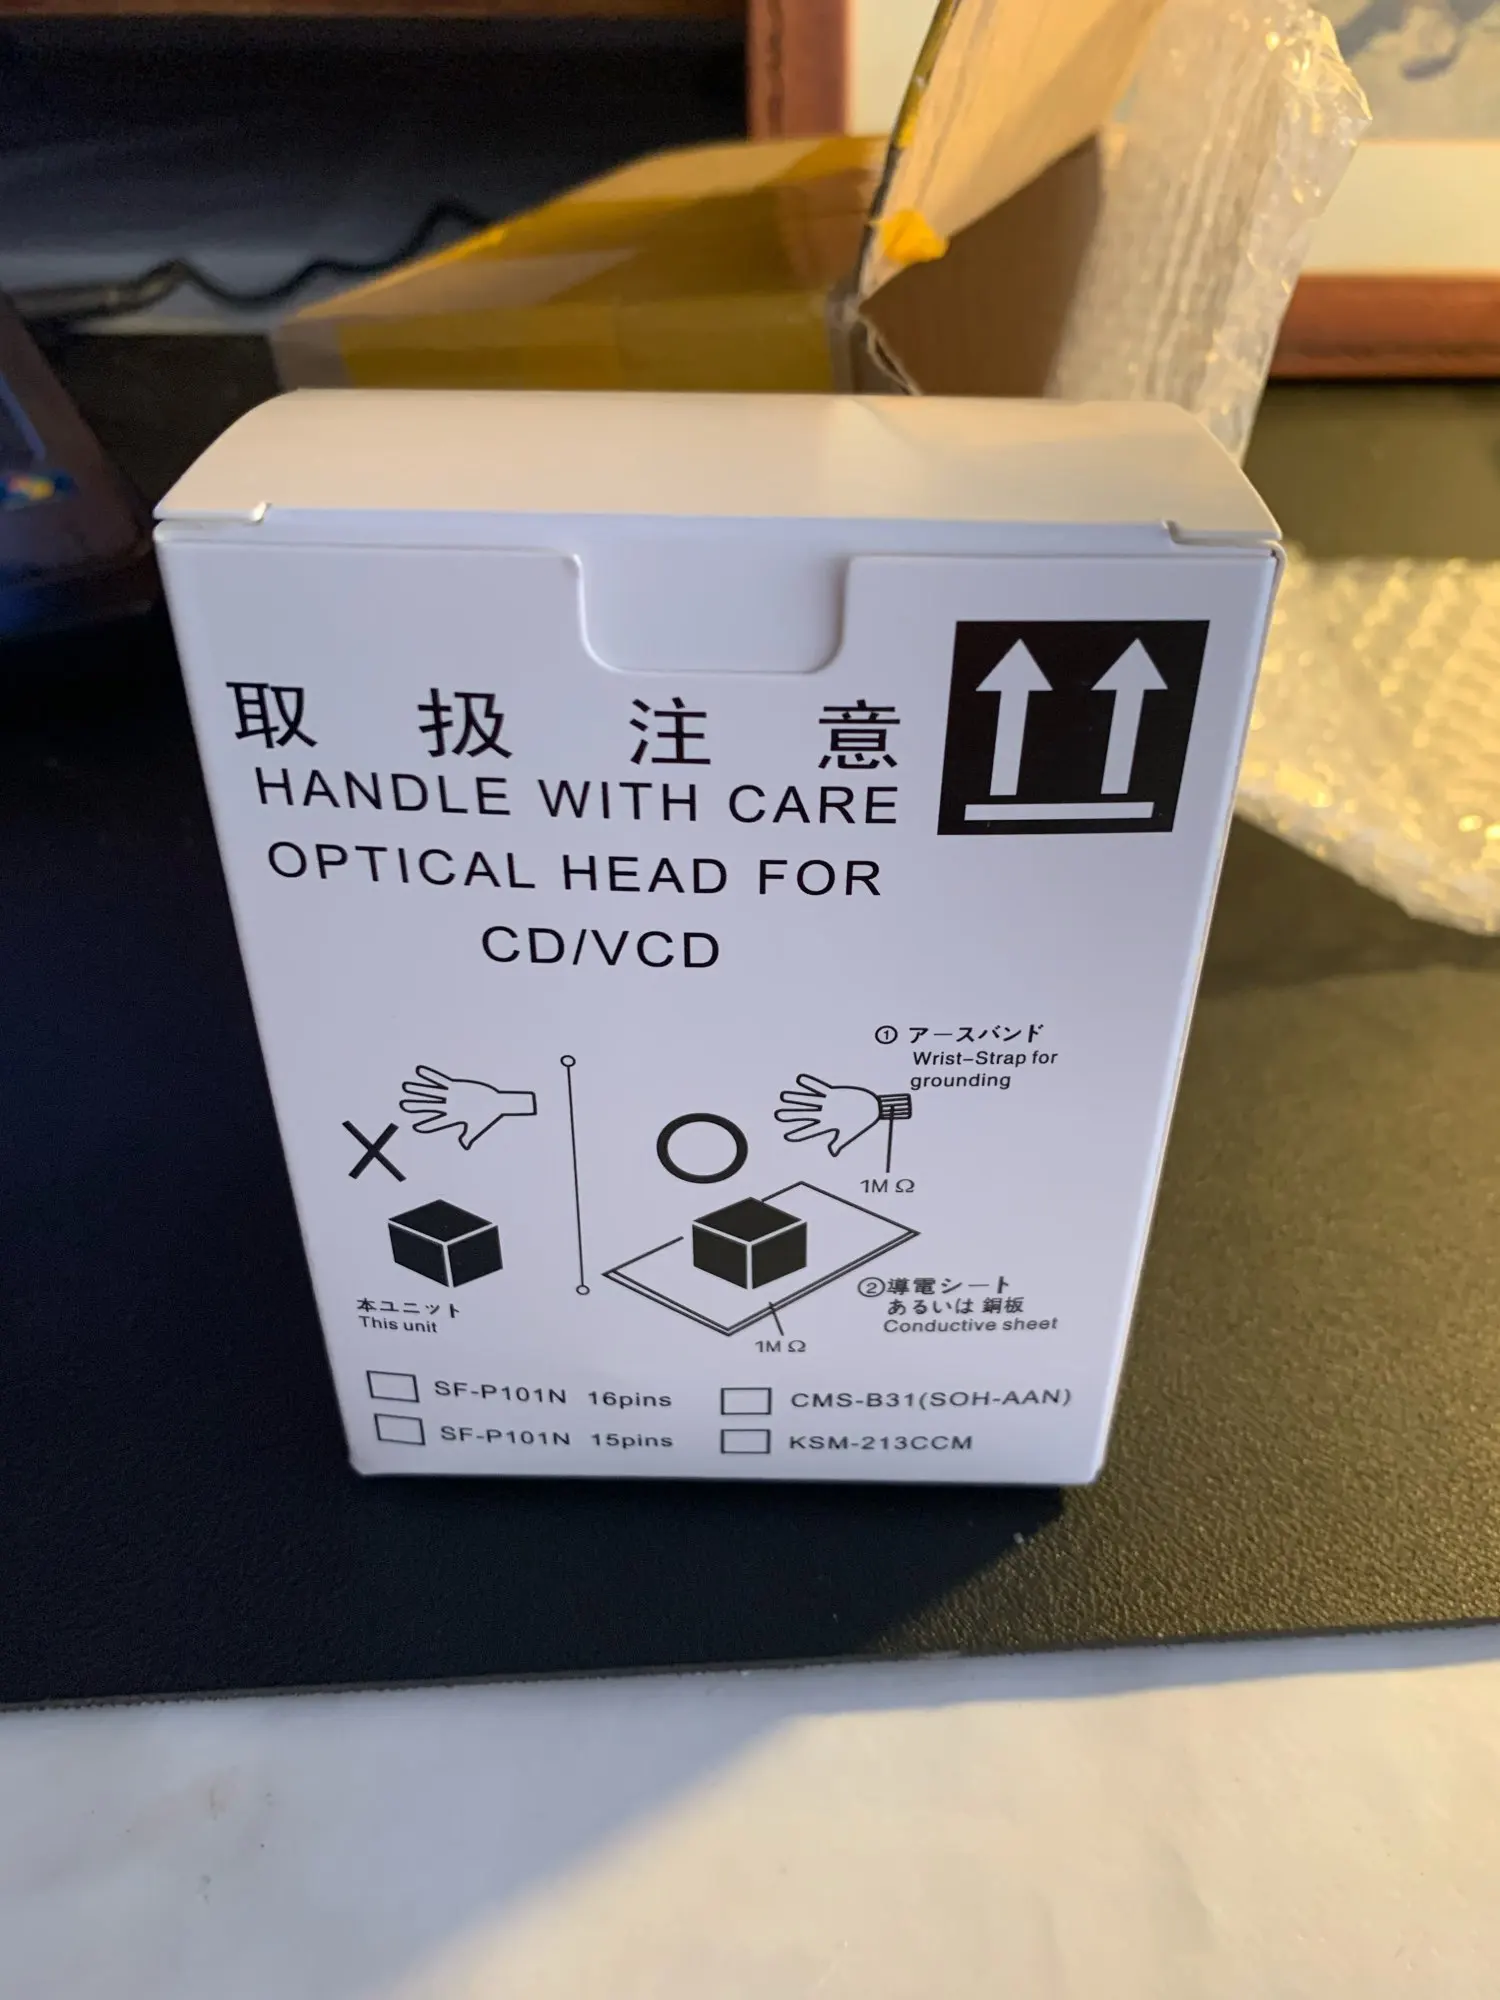 取扱注意
HANDLE WITH CARE
OPTICAL HEAD FOR
CD/VCD
① アースバンド
Wrist-Strap for
grounding
1M Ω
本ユニット
This unit
②導電シート
あるいは 銅板
Conductive sheet
1M Ω
SF-P101N 16pins
CMS-B31(SOH-AAN)
SF-P101N 15pins
KSM-213CCM